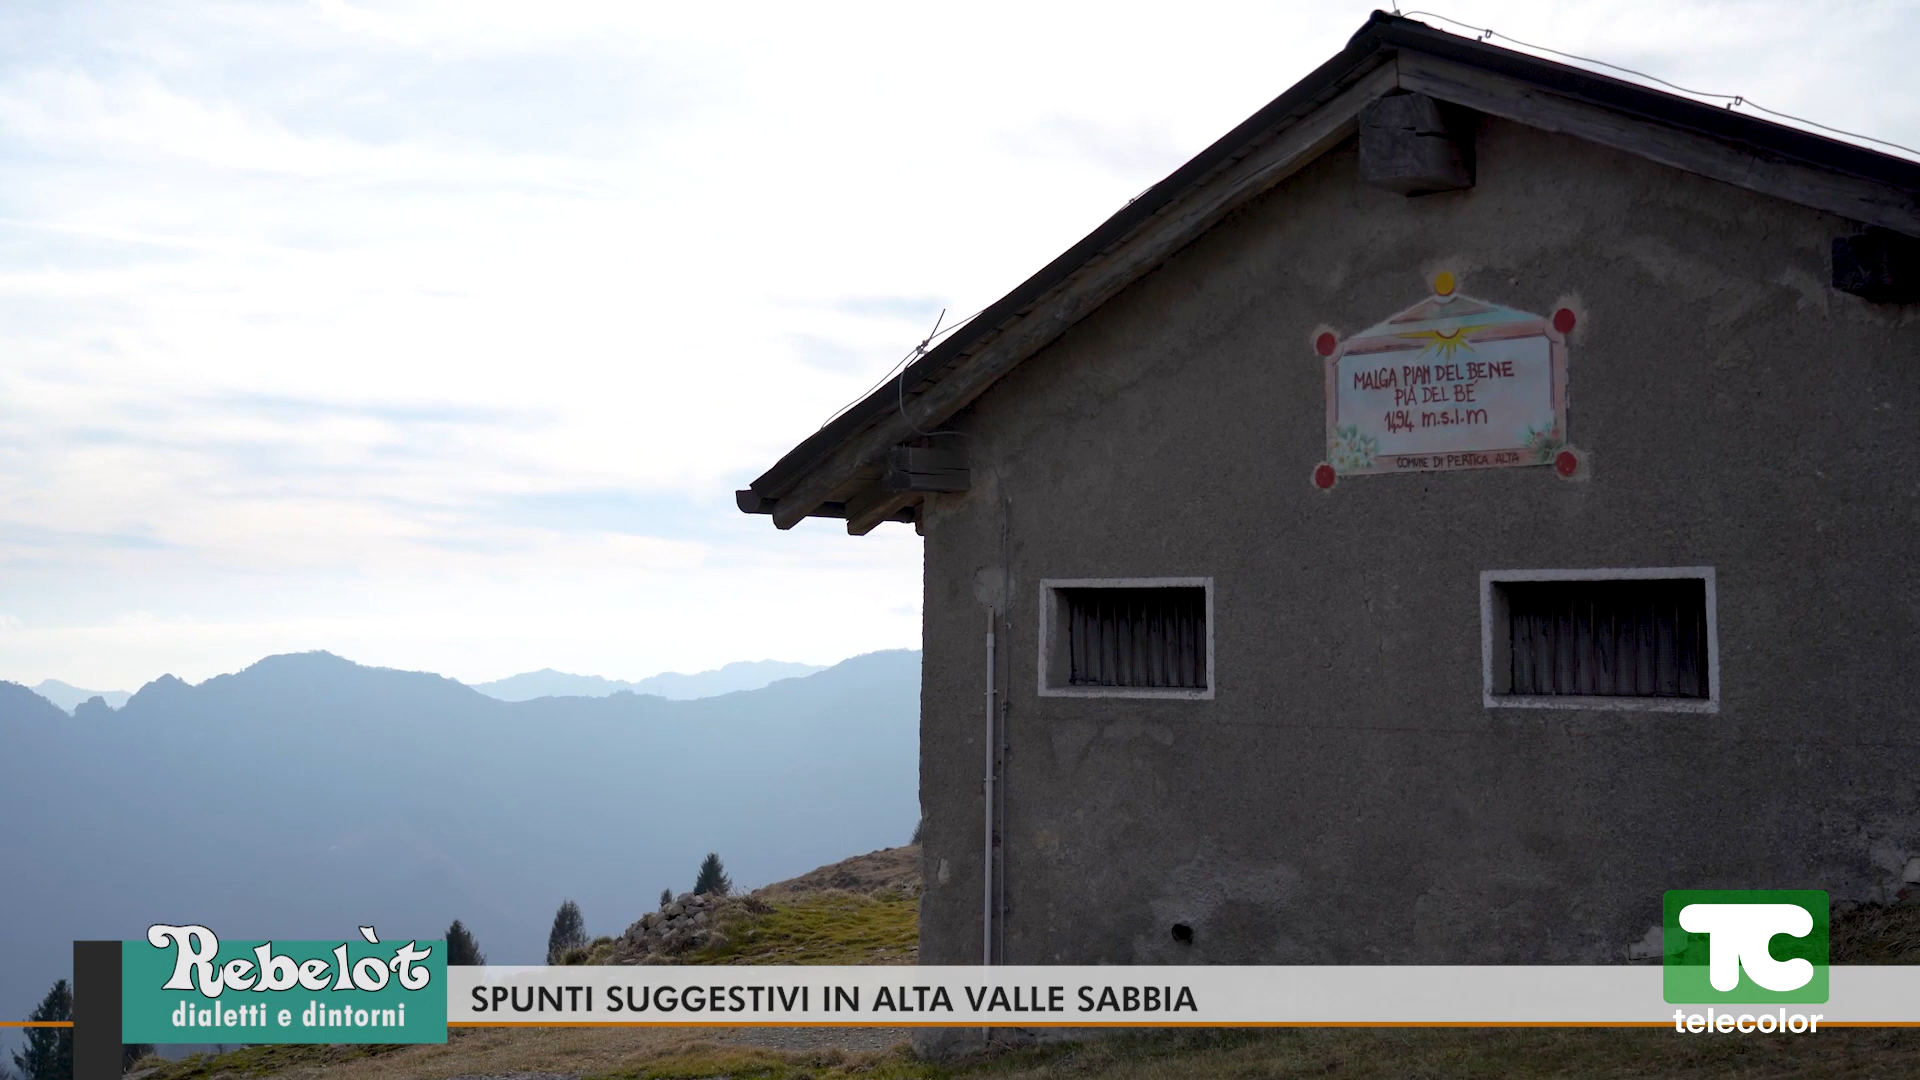 MALGA PIAN DEL BENE
PIÀ DEL BÉ
1494 m.s.l.m
COMUNE DI PERTICA ALTA
Rebelòt
dialetti e dintorni
SPUNTI SUGGESTIVI IN ALTA VALLE SABBIA
TC
telecolor